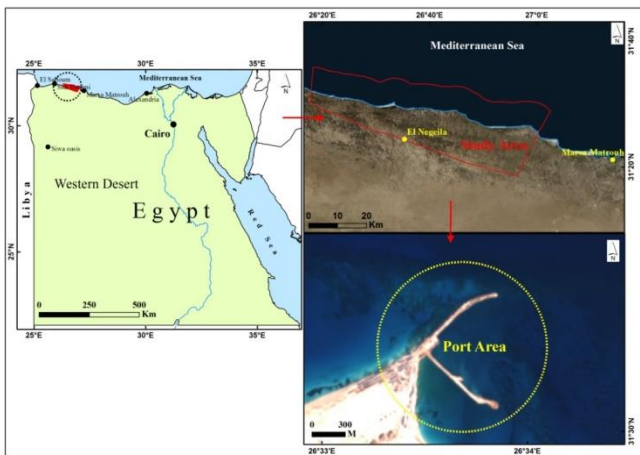 25°E
30°E
35°E
El Salloum
Mediterranean Sea
Marsa Matrouh
Alexandria
N
30°N
Cairo
Siwa oasis
Libya
Western Desert
Egypt
Red Sea
25°N
0 250 500
Km
25°E
30°E
35°E
26°20
26°40
27°0
31°40
Mediterranean Sea
N
El Negeila
Study Area
Marsa Matrouh
31°20
0 10 20
Km
N
Port Area
0 300
M
31°30
26°33
26°34